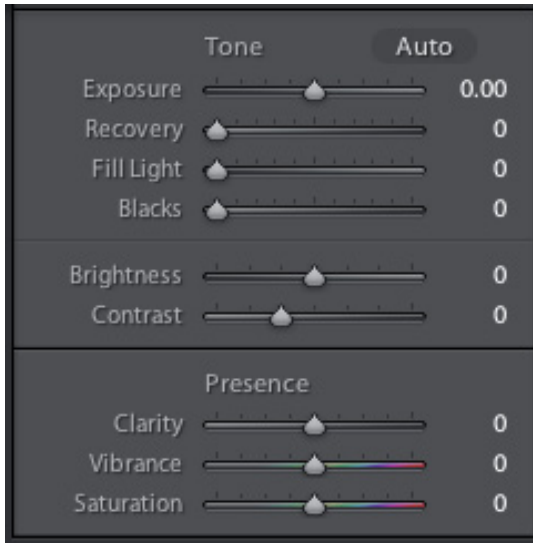 Tone Auto
Exposure 0.00
Recovery 0
Fill Light 0
Blacks 0
Brightness 0
Contrast 0
Presence
Clarity 0
Vibrance 0
Saturation 0